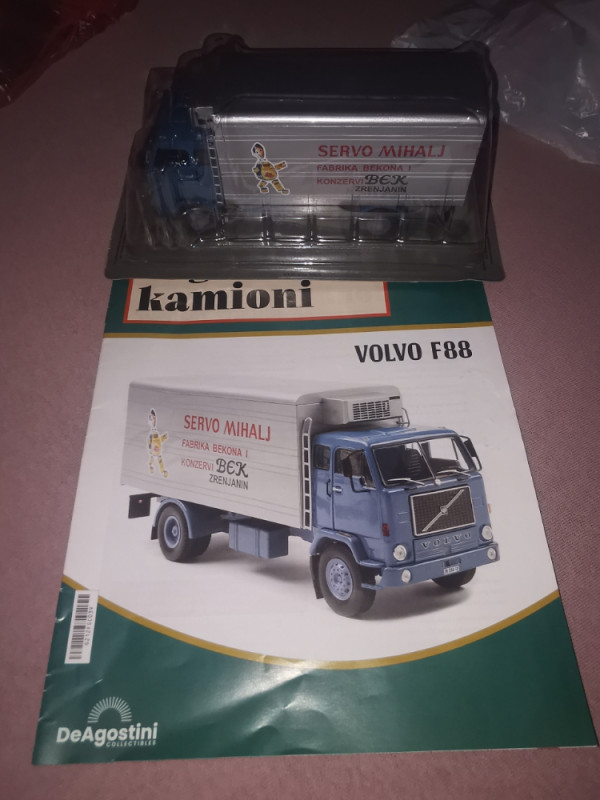 SERVO MIHALJ
FABRIKA BEKONA I
KONZERVI BEK
ZRENJANIN
kamioni
VOLVO F88
SERVO MIHALJ
FABRIKA BEKONA I
KONZERVI BEK
ZRENJANIN
VOLVO
DeAgostini
COLLECTIBLES